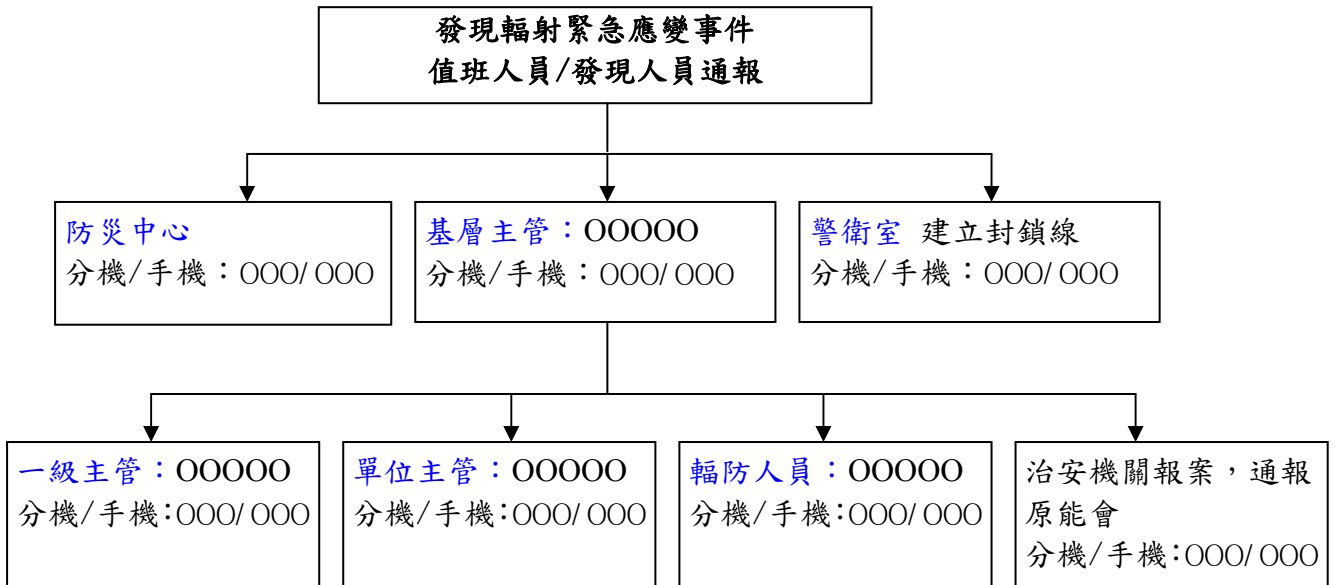 發現輻射緊急應變事件
值班人員/發現人員通報
防災中心
分機/手機：OOO/OOO
基層主管：OOOOO
分機/手機：OOO/OOO
警衛室 建立封鎖線
分機/手機：OOO/OOO
一級主管：OOOOO
分機/手機:OOO/OOO
單位主管：OOOOO
分機/手機:OOO/OOO
輻防人員：OOOOO
分機/手機:OOO/OOO
治安機關報案，通報
原能會
分機/手機:OOO/OOO